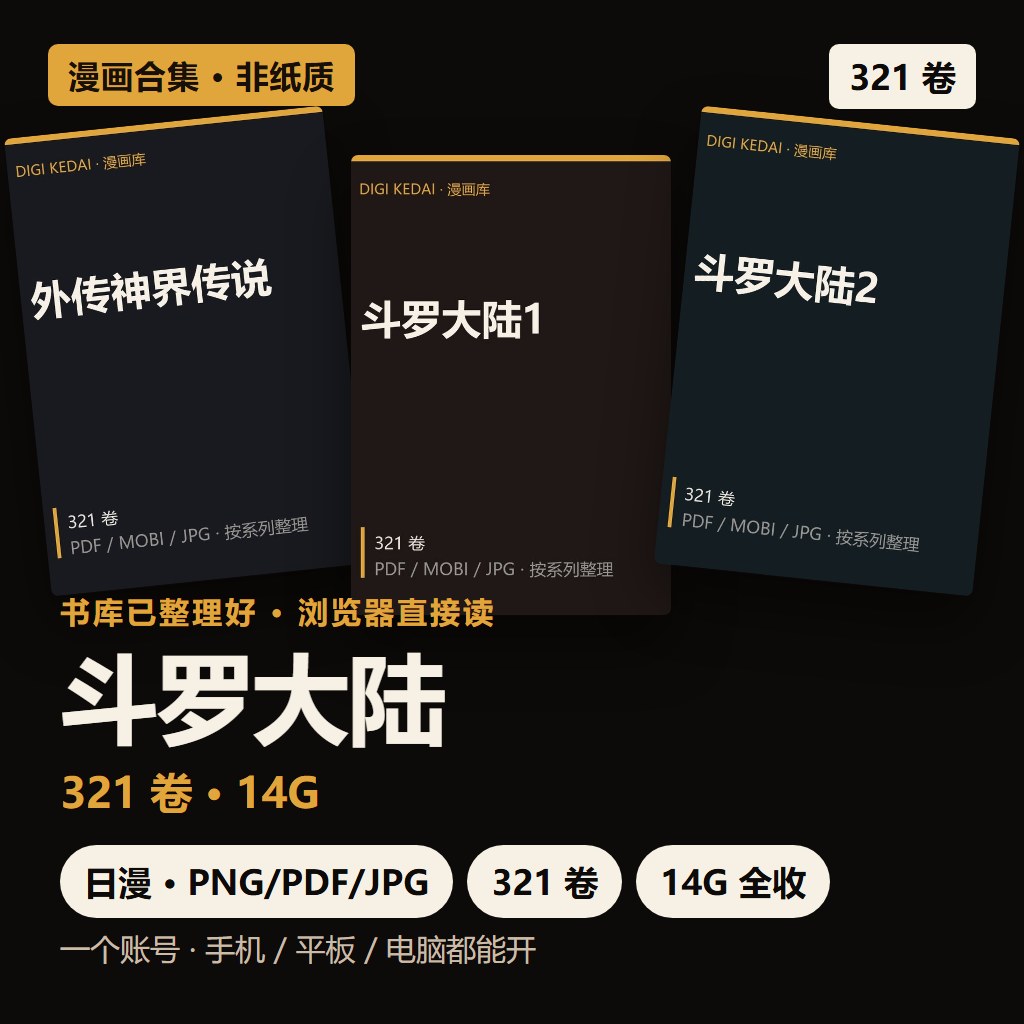 漫画合集 • 非纸质
321 卷
DIGI KEDAI · 漫画库
外传神界传说
321 卷
PDF / MOBI / JPG · 按系列整理
DIGI KEDAI · 漫画库
斗罗大陆1
321 卷
PDF / MOBI / JPG · 按系列整理
DIGI KEDAI · 漫画库
斗罗大陆2
321 卷
PDF / MOBI / JPG · 按系列整理
书库已整理好 • 浏览器直接读
斗罗大陆
321 卷 • 14G
日漫 • PNG/PDF/JPG
321 卷
14G 全收
一个账号 · 手机 / 平板 / 电脑都能开